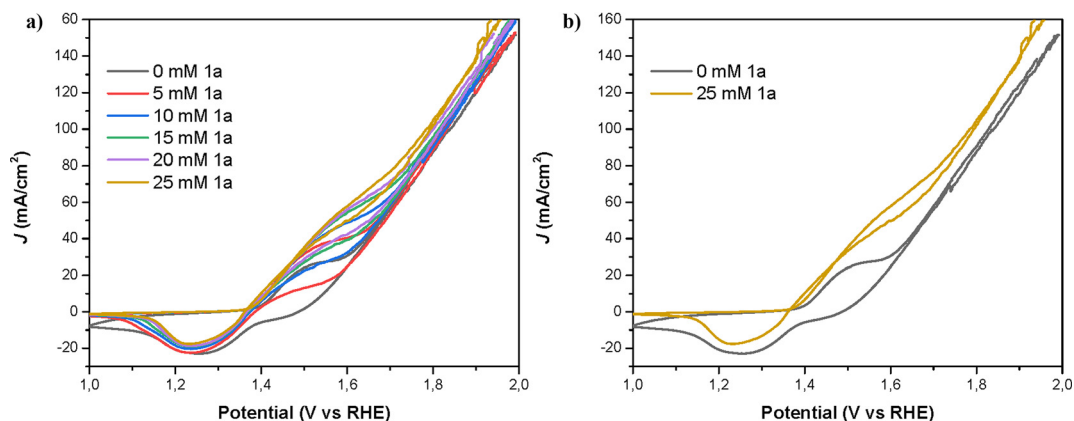 a)
J (mA/cm²)
160
140
120
100
80
60
40
20
0
-20
0 mM 1a
5 mM 1a
10 mM 1a
15 mM 1a
20 mM 1a
25 mM 1a
1,0 1,2 1,4 1,6 1,8 2,0
Potential (V vs RHE)
b)
J (mA/cm²)
160
140
120
100
80
60
40
20
0
-20
0 mM 1a
25 mM 1a
1,0 1,2 1,4 1,6 1,8 2,0
Potential (V vs RHE)